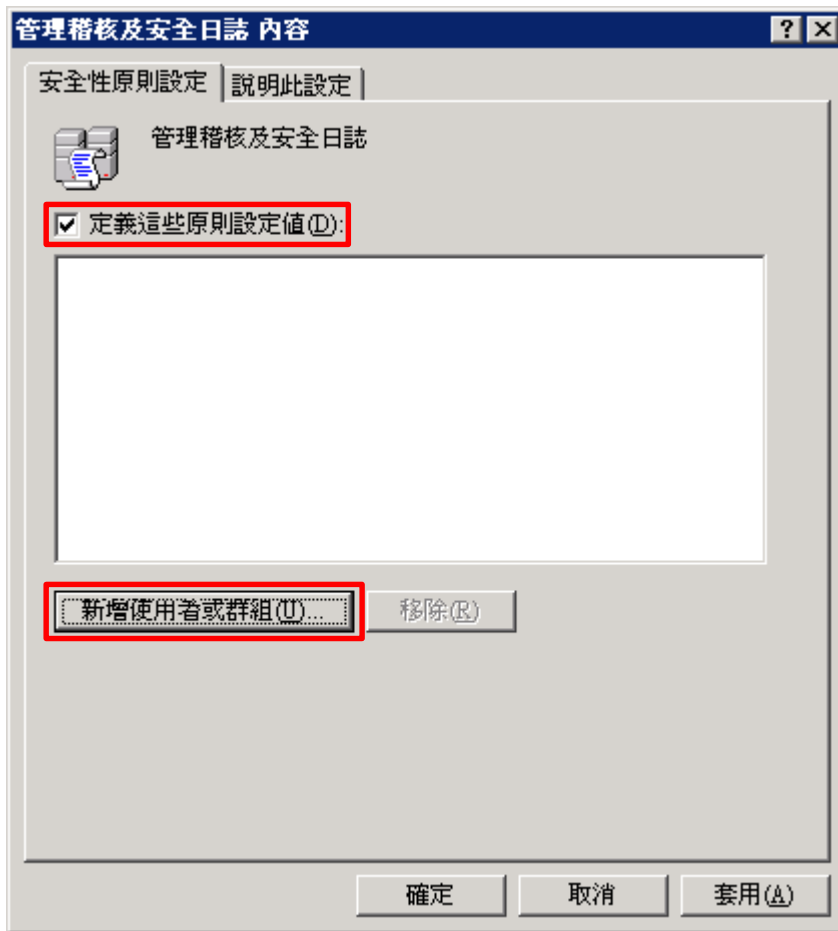 管理稽核及安全日誌 內容
安全性原則設定 說明此設定
管理稽核及安全日誌
定義這些原則設定值(D):
新增使用者或群組(U)... 移除(R)
確定 取消 套用(A)